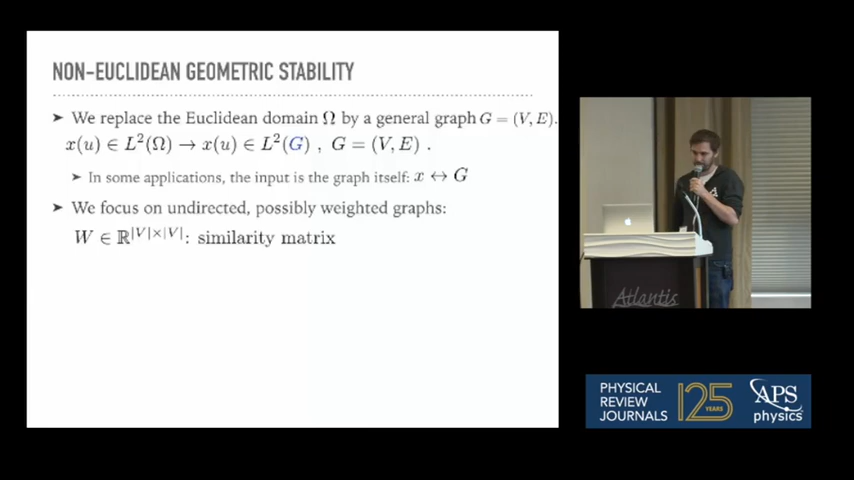 NON-EUCLIDEAN GEOMETRIC STABILITY
➤ We replace the Euclidean domain Ω by a general graph G = (V, E).
x(u) ∈ L²(Ω) → x(u) ∈ L²(G) , G = (V, E) .
➤ In some applications, the input is the graph itself: x ↔ G
➤ We focus on undirected, possibly weighted graphs:
W ∈ ℝ^{|V|×|V|}: similarity matrix
Atlantis
PHYSICAL
REVIEW
JOURNALS
125
YEARS
APS
physics